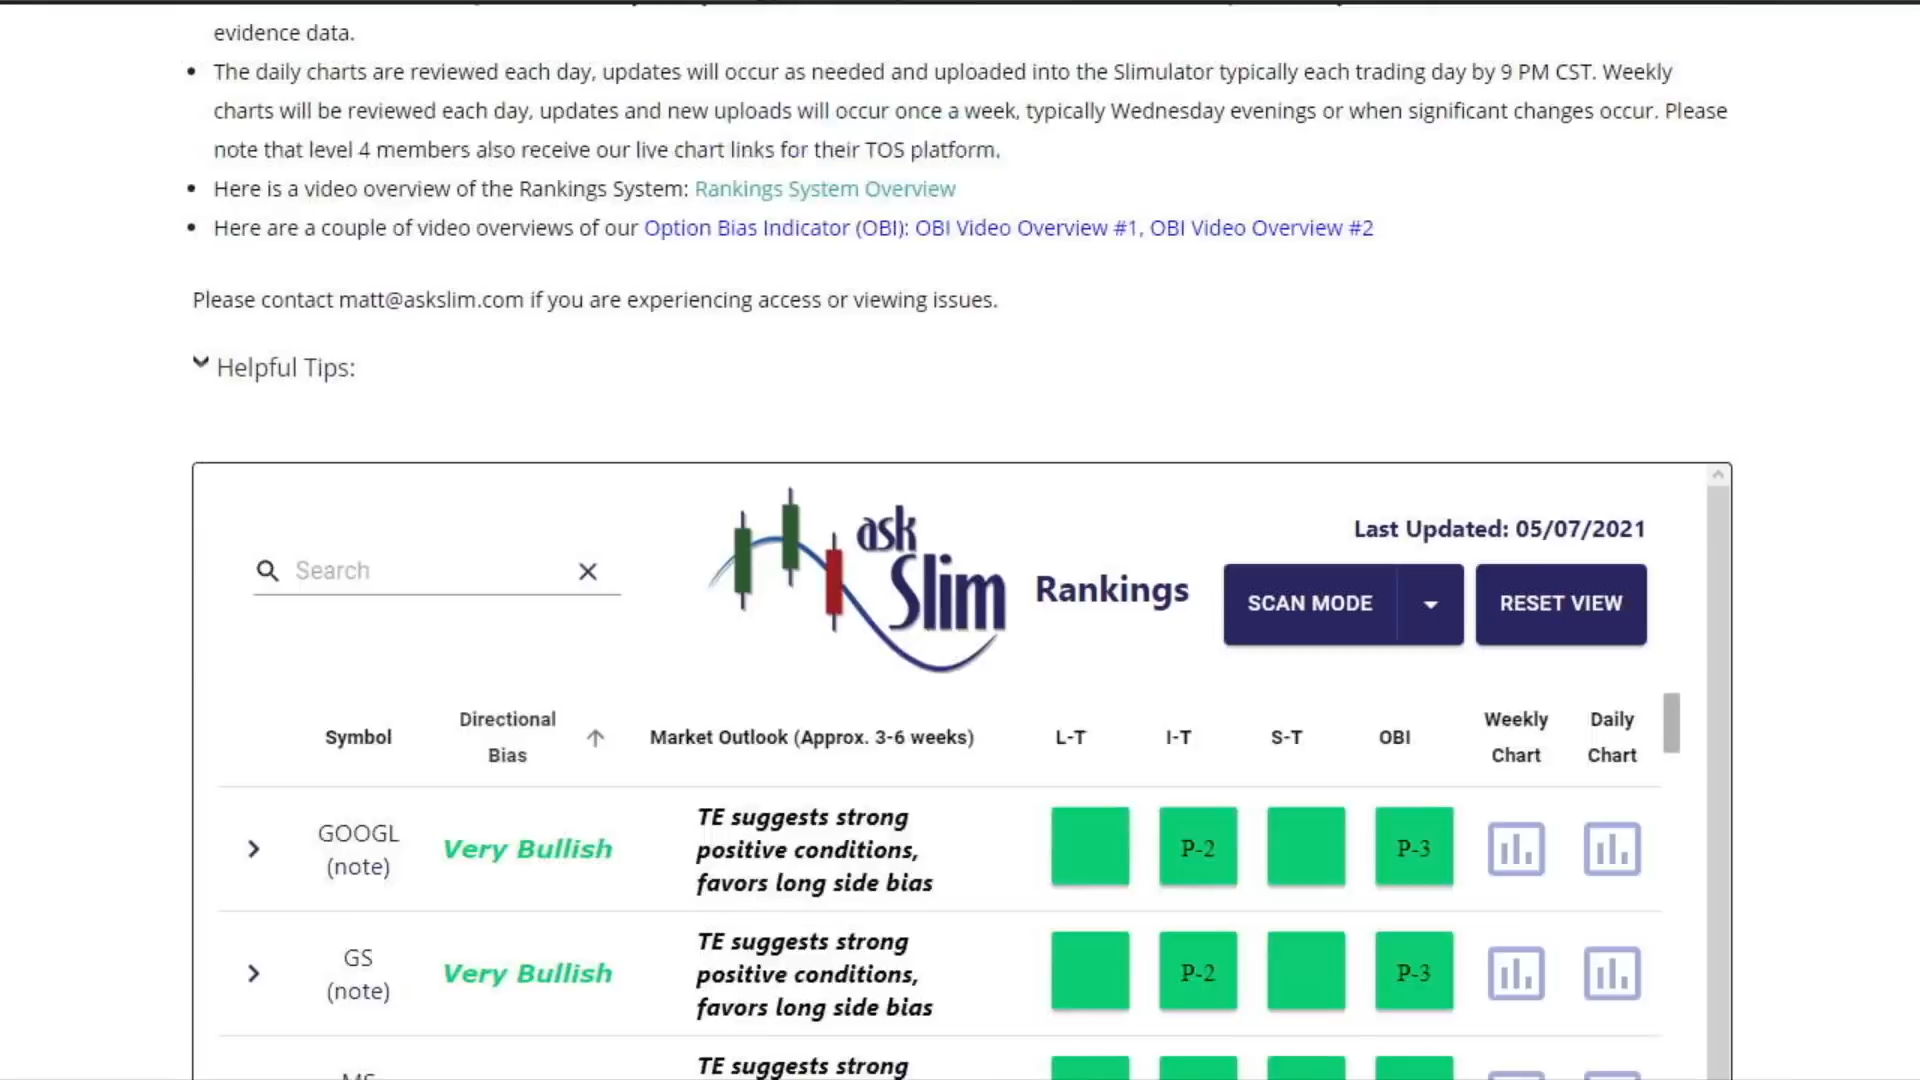 evidence data.
The daily charts are reviewed each day, updates will occur as needed and uploaded into the Slimulator typically each trading day by 9 PM CST. Weekly
charts will be reviewed each day, updates and new uploads will occur once a week, typically Wednesday evenings or when significant changes occur. Please
note that level 4 members also receive our live chart links for their TOS platform.
Here is a video overview of the Rankings System: Rankings System Overview
Here are a couple of video overviews of our Option Bias Indicator (OBI): OBI Video Overview #1, OBI Video Overview #2
Please contact matt@askslim.com if you are experiencing access or viewing issues.
Helpful Tips:
Search
ask
Slim
Rankings
Last Updated: 05/07/2021
SCAN MODE
RESET VIEW
Symbol
Directional
Bias
Market Outlook (Approx. 3-6 weeks)
L-T
I-T
S-T
OBI
Weekly
Chart
Daily
Chart
GOOGL
(note)
Very Bullish
TE suggests strong
positive conditions,
favors long side bias
P-2
P-3
GS
(note)
Very Bullish
TE suggests strong
positive conditions,
favors long side bias
P-2
P-3
TE suggests strong